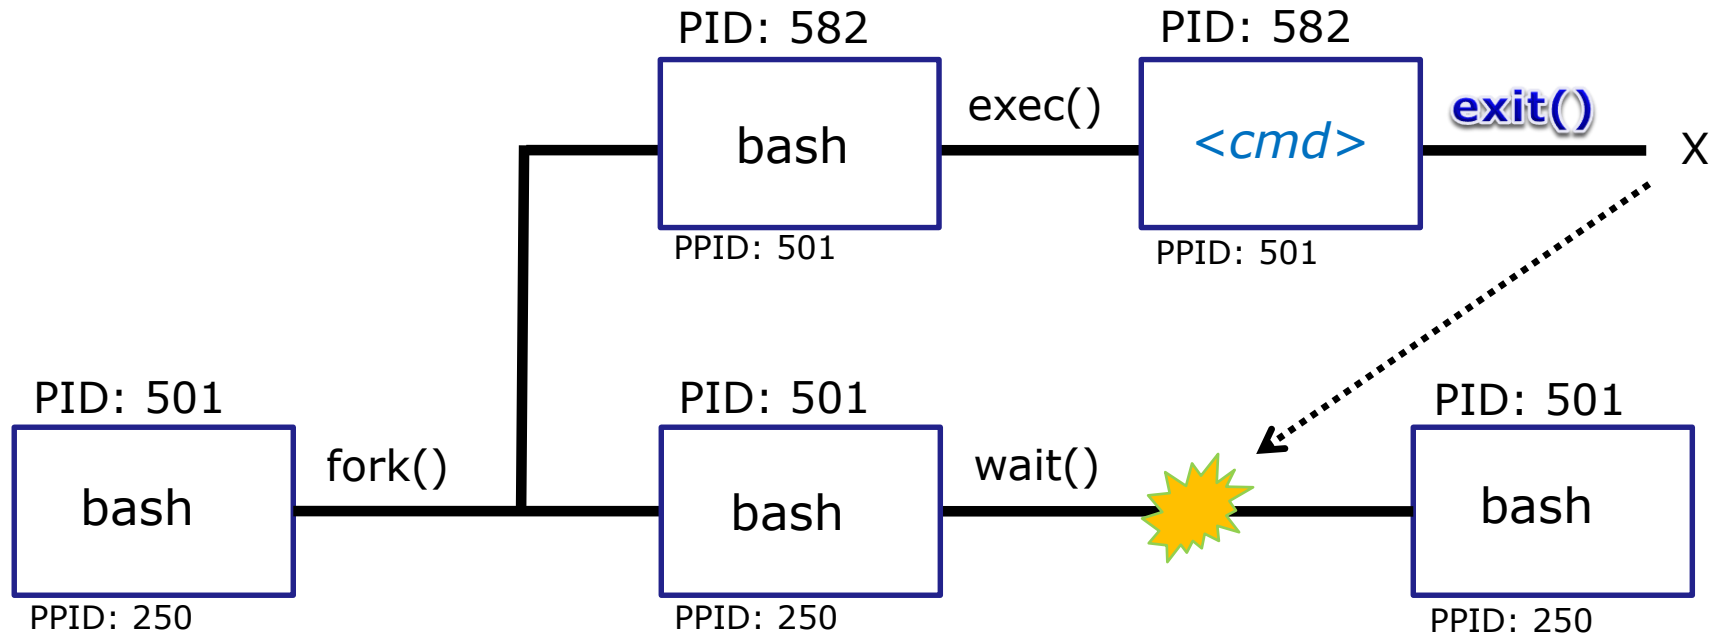 PID: 582
PID: 582
bash
exec()
<cmd>
exit()
X
PPID: 501
PPID: 501
PID: 501
PID: 501
PID: 501
bash
fork()
bash
wait()
bash
PPID: 250
PPID: 250
PPID: 250